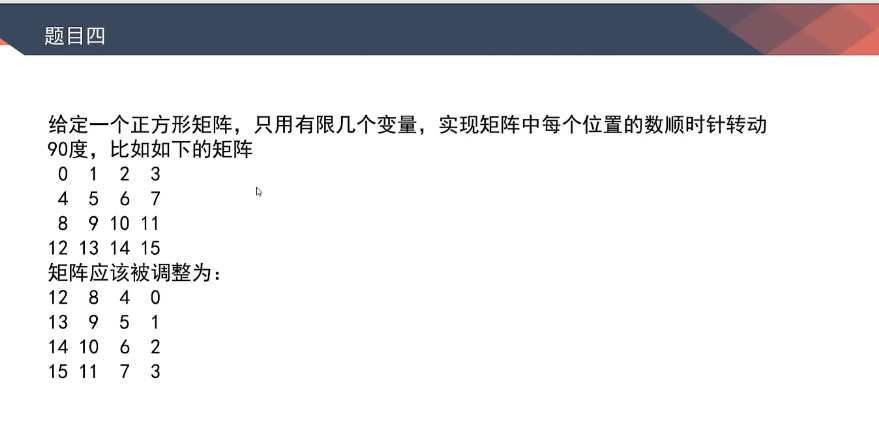 题目四
给定一个正方形矩阵，只用有限几个变量，实现矩阵中每个位置的数顺时针转动
90度，比如如下的矩阵
0 1 2 3
4 5 6 7
8 9 10 11
12 13 14 15
矩阵应该被调整为：
12 8 4 0
13 9 5 1
14 10 6 2
15 11 7 3